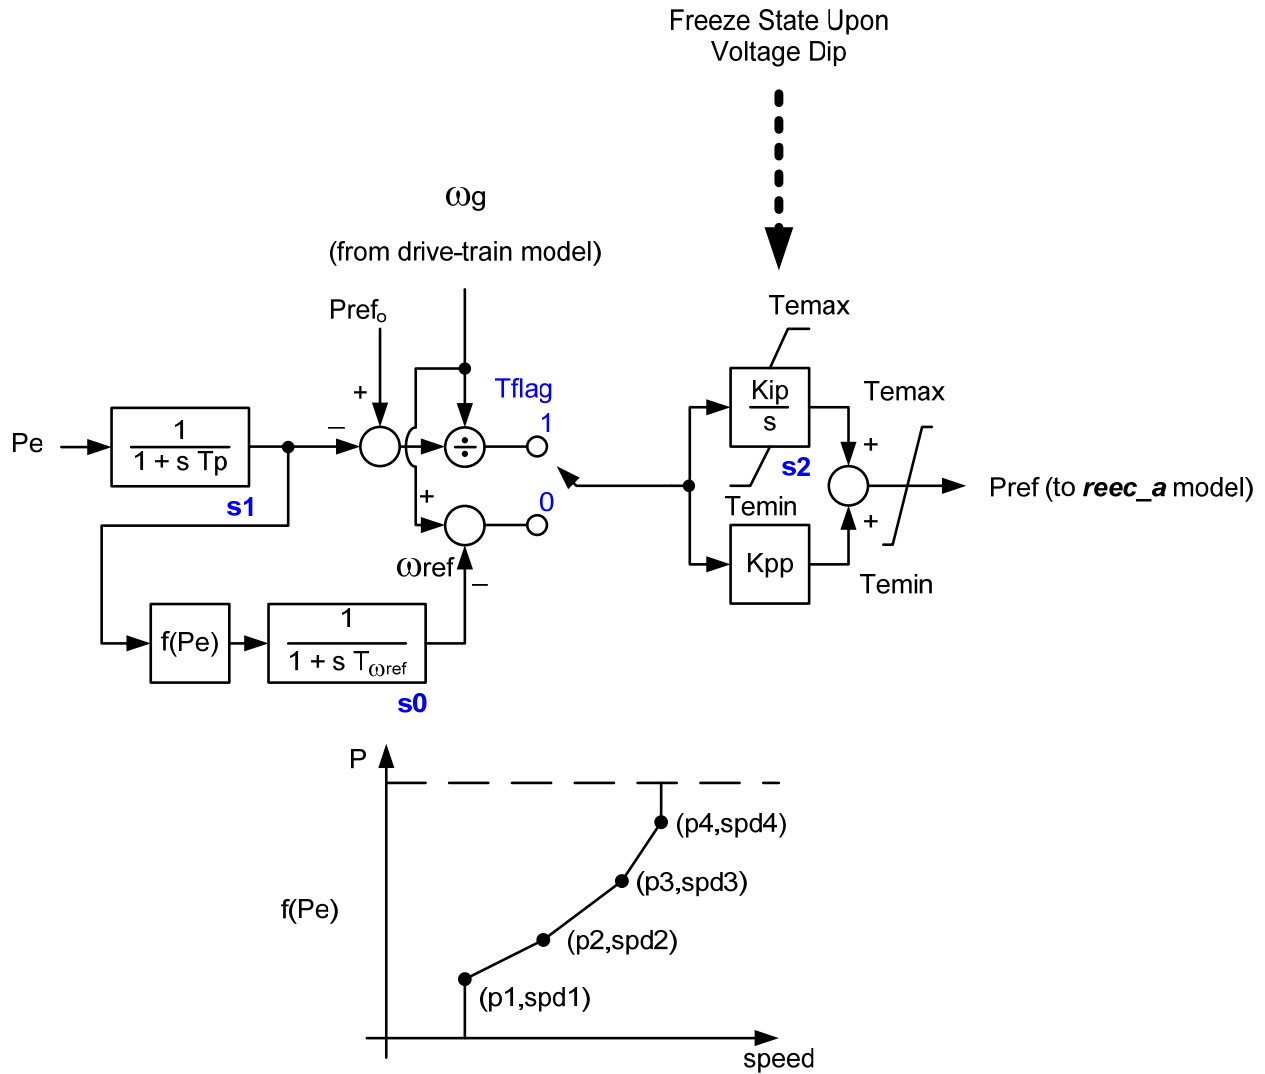 Freeze State Upon
Voltage Dip
ωg
(from drive-train model)
Prefo
Temax
+
Tflag
1
Kip
s
Temax
Pe
1
1 + s Tp
–
÷
+
s2
s1
+
0
Temin
Pref (to reec_a model)
+
ωref
–
Kpp
Temin
f(Pe)
1
1 + s Tωref
s0
P
(p4,spd4)
(p3,spd3)
f(Pe)
(p2,spd2)
(p1,spd1)
speed